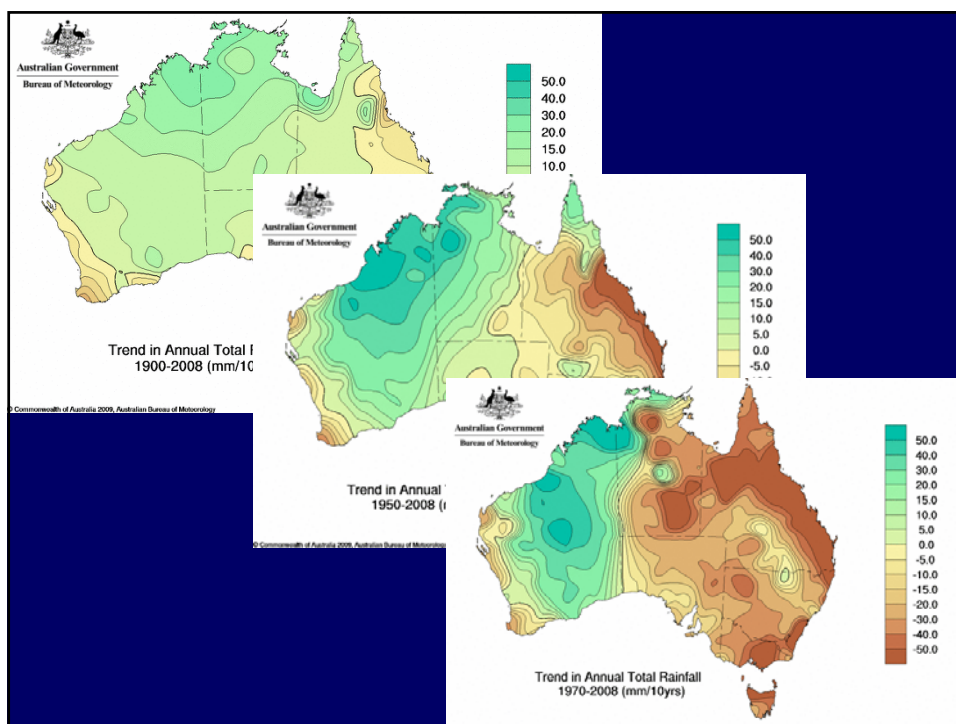 Australian Government
Bureau of Meteorology
50.0
40.0
30.0
20.0
15.0
10.0
Trend in Annual Total
1900-2008 (mm/10
© Commonwealth of Australia 2009, Australian Bureau of Meteorology
Australian Government
Bureau of Meteorology
50.0
40.0
30.0
20.0
15.0
10.0
5.0
0.0
-5.0
Trend in Annual
1950-2008 (
© Commonwealth of Australia 2009, Australian Bureau of Meteorology
Australian Government
Bureau of Meteorology
50.0
40.0
30.0
20.0
15.0
10.0
5.0
0.0
-5.0
-10.0
-15.0
-20.0
-30.0
-40.0
-50.0
Trend in Annual Total Rainfall
1970-2008 (mm/10yrs)